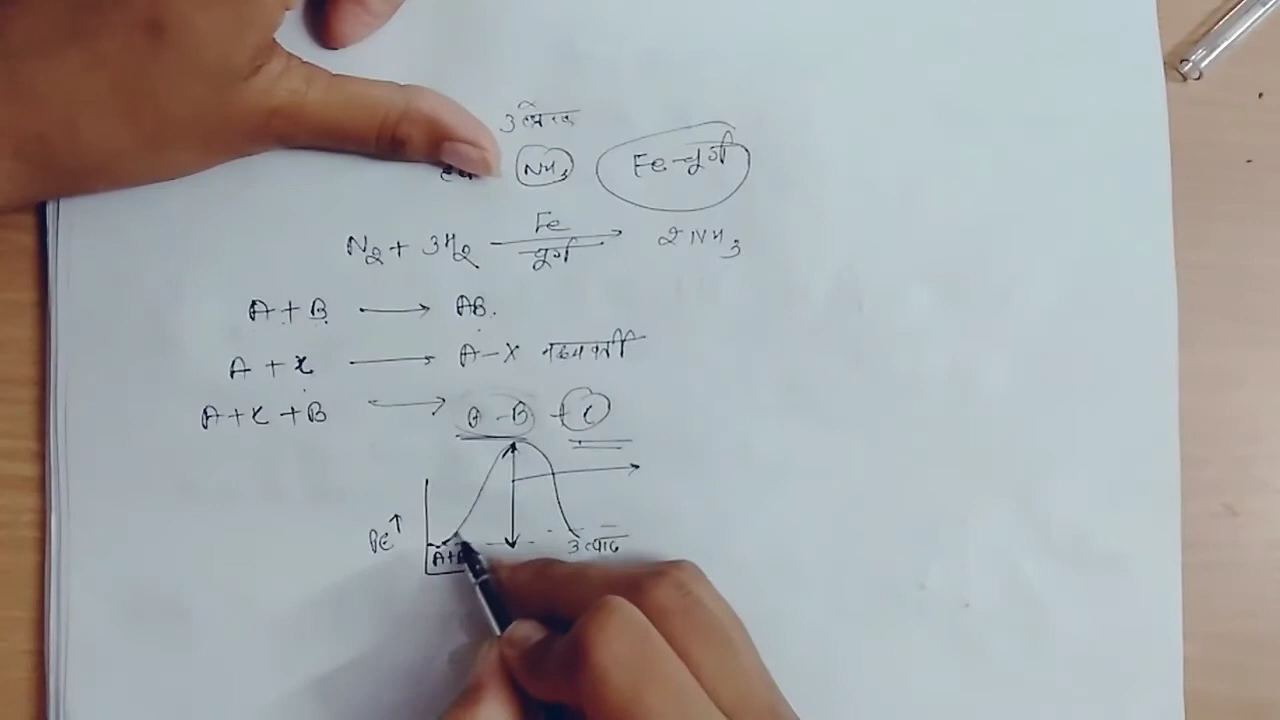 उत्प्रेरक
NH3 Fe-चूर्ण
N2 + 3H2 Fe चूर्ण → 2NH3
A + B → AB.
A + x → A-X मध्यवर्ती
A + x + B → A-B + x
PE ↑
A+B उत्पाद